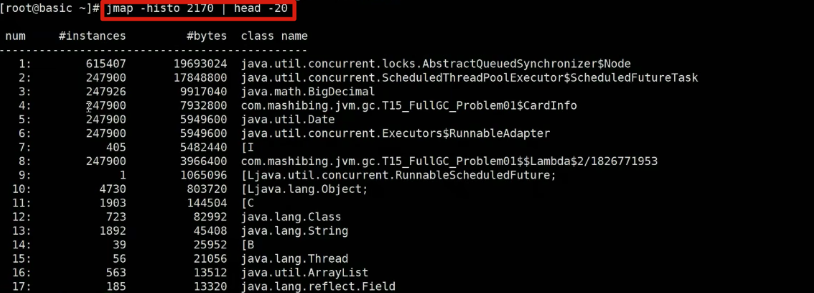 [root@basic ~]# jmap -histo 2170 | head -20
num #instances #bytes class name
----------------------------------------------
1: 615407 19693024 java.util.concurrent.locks.AbstractQueuedSynchronizer$Node
2: 247900 17848800 java.util.concurrent.ScheduledThreadPoolExecutor$ScheduledFutureTask
3: 247926 9917040 java.math.BigDecimal
4: 247900 7932800 com.mashibing.jvm.gc.T15_FullGC_Problem01$CardInfo
5: 247900 5949600 java.util.Date
6: 247900 5949600 java.util.concurrent.Executors$RunnableAdapter
7: 405 5482440 [I
8: 247900 3966400 com.mashibing.jvm.gc.T15_FullGC_Problem01$$Lambda$2/1826771953
9: 1 1065096 [Ljava.util.concurrent.RunnableScheduledFuture;
10: 4730 803720 [Ljava.lang.Object;
11: 1903 144504 [C
12: 723 82992 java.lang.Class
13: 1892 45408 java.lang.String
14: 39 25952 [B
15: 56 21056 java.lang.Thread
16: 563 13512 java.util.ArrayList
17: 185 13320 java.lang.reflect.Field